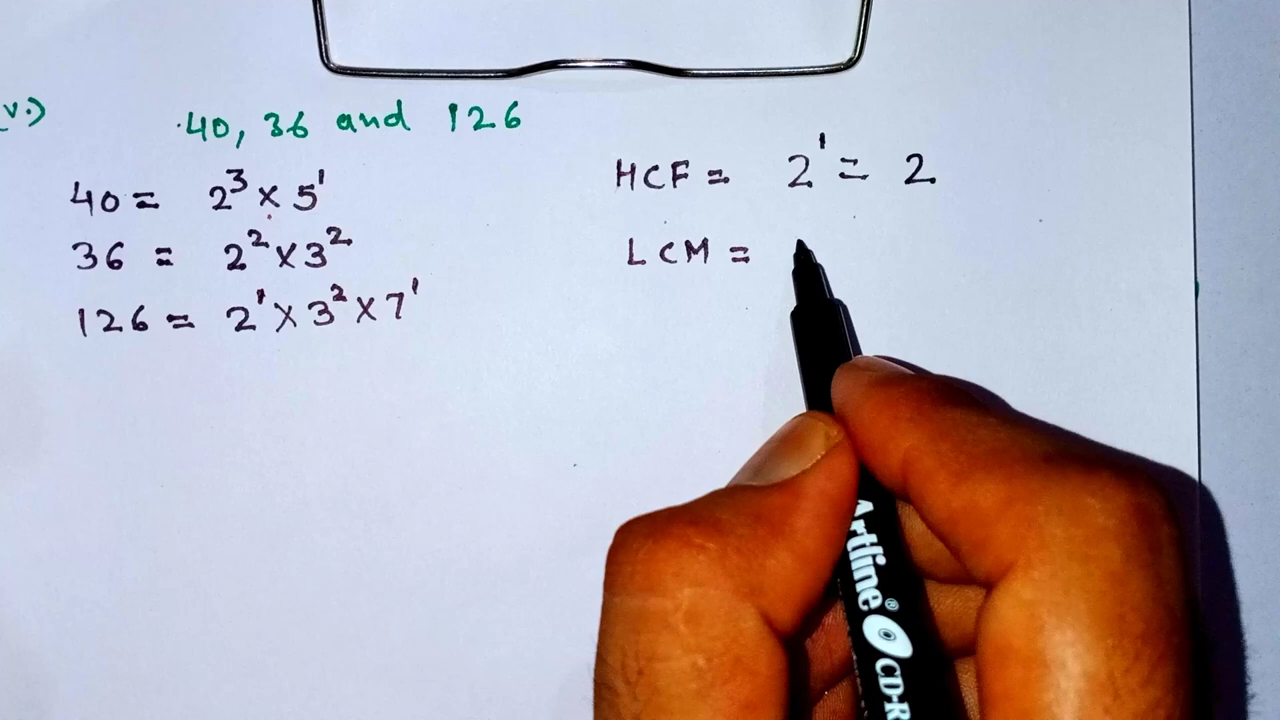 v.) 40, 36 and 126
40 = 2³ × 5¹
36 = 2² × 3²
126 = 2¹ × 3² × 7¹
HCF = 2¹ = 2
LCM =
Artline® CD-R